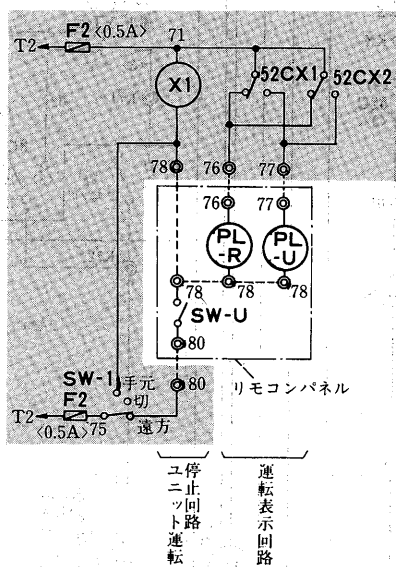 F2 <0.5A>
T2
71
X1
52CX1
52CX2
78
76
77
76
77
PL
-R
PL
-U
78
78
78
SW-U
80
80
リモコンパネル
SW-1
手元
切
遠方
F2
T2
<0.5A>
75
ユニット運転
停止回路
運転表示回路